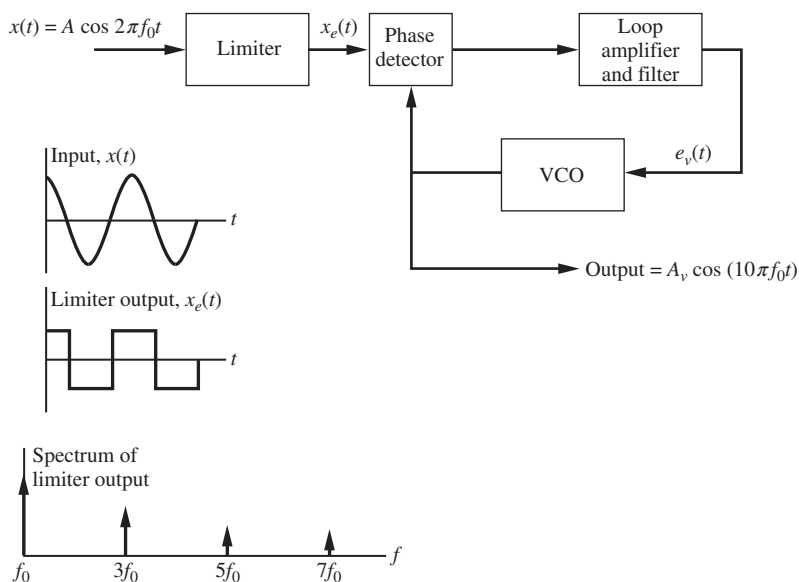 x(t) = A cos 2πf₀t
Limiter
xₑ(t)
Phase
detector
Loop
amplifier
and filter
eᵥ(t)
VCO
Output = Aᵥ cos (10πf₀t)
Input, x(t)
t
Limiter output, xₑ(t)
t
Spectrum of
limiter output
f
f₀ 3f₀ 5f₀ 7f₀